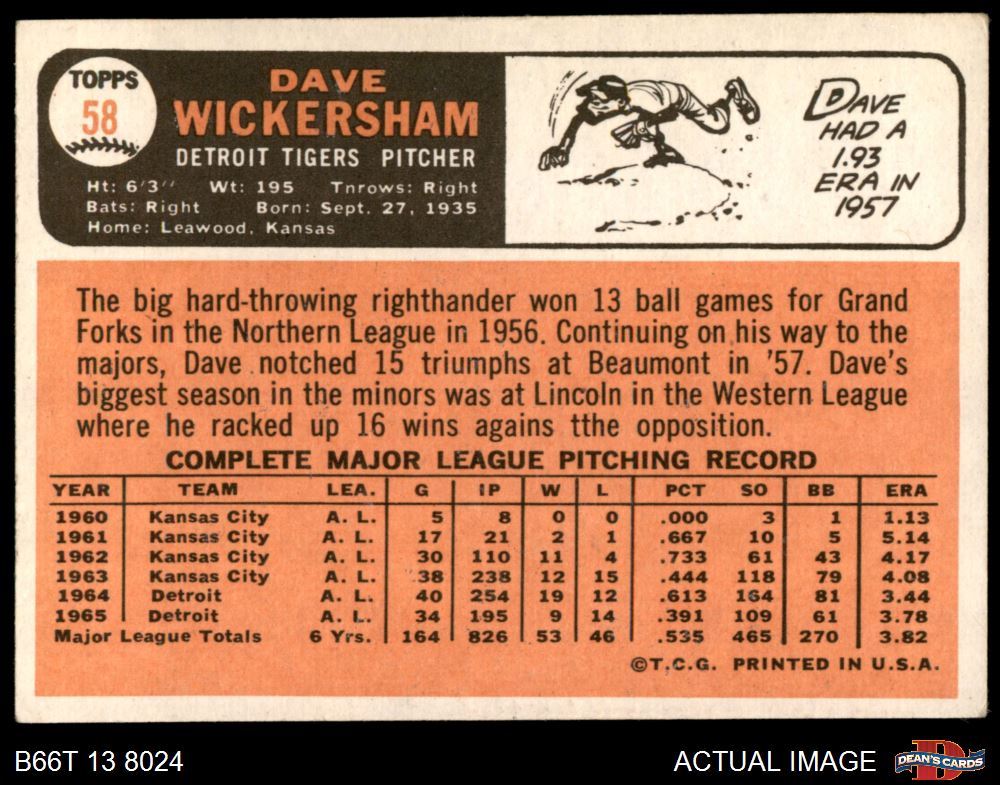 TOPPS
58
DAVE
WICKERSHAM
DETROIT TIGERS PITCHER
Ht: 6'3" Wt: 195 Throws: Right
Bats: Right Born: Sept. 27, 1935
Home: Leawood, Kansas
DAVE
HAD A
1.93
ERA IN
1957
The big hard-throwing righthander won 13 ball games for Grand
Forks in the Northern League in 1956. Continuing on his way to the
majors, Dave notched 15 triumphs at Beaumont in '57. Dave's
biggest season in the minors was at Lincoln in the Western League
where he racked up 16 wins agains tthe opposition.
COMPLETE MAJOR LEAGUE PITCHING RECORD
YEAR TEAM LEA. G IP W L PCT SO BB ERA
1960 Kansas City A. L. 5 8 0 0 .000 3 1 1.13
1961 Kansas City A. L. 17 21 2 1 .667 10 5 5.14
1962 Kansas City A. L. 30 110 11 4 .733 61 43 4.17
1963 Kansas City A. L. 38 238 12 15 .444 118 79 4.08
1964 Detroit A. L. 40 254 19 12 .613 164 81 3.44
1965 Detroit A. L. 34 195 9 14 .391 109 61 3.78
Major League Totals 6 Yrs. 164 826 53 46 .535 465 270 3.82
©T.C.G. PRINTED IN U.S.A.
B66T 13 8024
ACTUAL IMAGE
D
DEAN'S CARDS